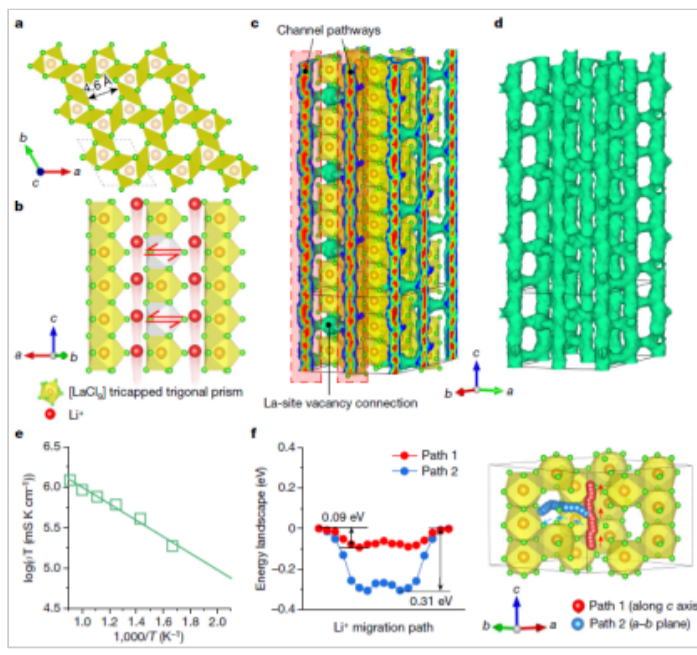 a
4.6 Å
b
c
a
b
c
a
b
[LaCl9] tricapped trigonal prism
Li+
c
Channel pathways
La-site vacancy connection
c
b
a
d
e
log(σT (mS K cm−1))
6.5
6.0
5.5
5.0
4.5
1.0
1.2
1.4
1.6
1.8
2.0
1,000/T (K−1)
f
Energy landscape (eV)
0.4
0.2
0
−0.2
−0.4
Path 1
Path 2
0.09 eV
0.31 eV
Li+ migration path
c
b
a
Path 1 (along c axis
Path 2 (a–b plane)